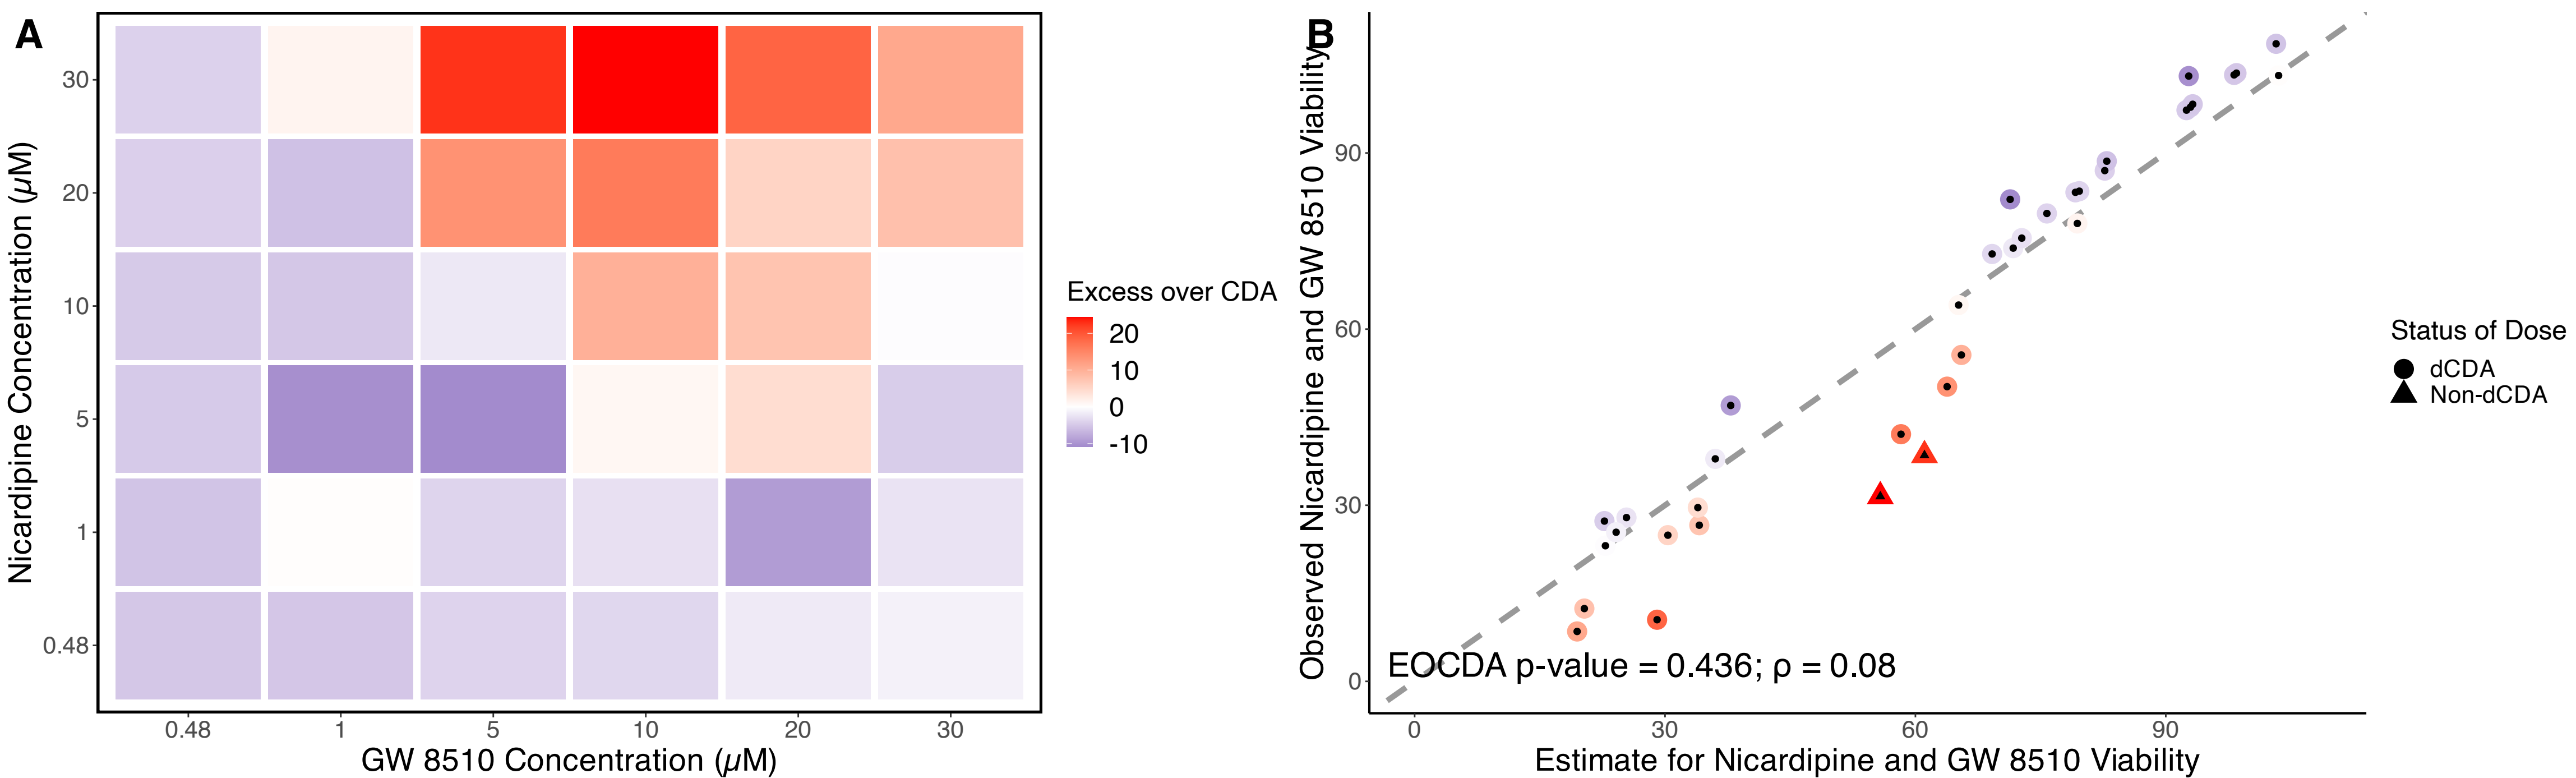 A
Nicardipine Concentration (µM)
30
20
10
5
1
0.48
0.48 1 5 10 20 30
GW 8510 Concentration (µM)
Excess over CDA
20
10
0
-10
B
Observed Nicardipine and GW 8510 Viability
90
60
30
0
EOCDA p-value = 0.436; ρ = 0.08
0 30 60 90
Estimate for Nicardipine and GW 8510 Viability
Status of Dose
dCDA
Non-dCDA